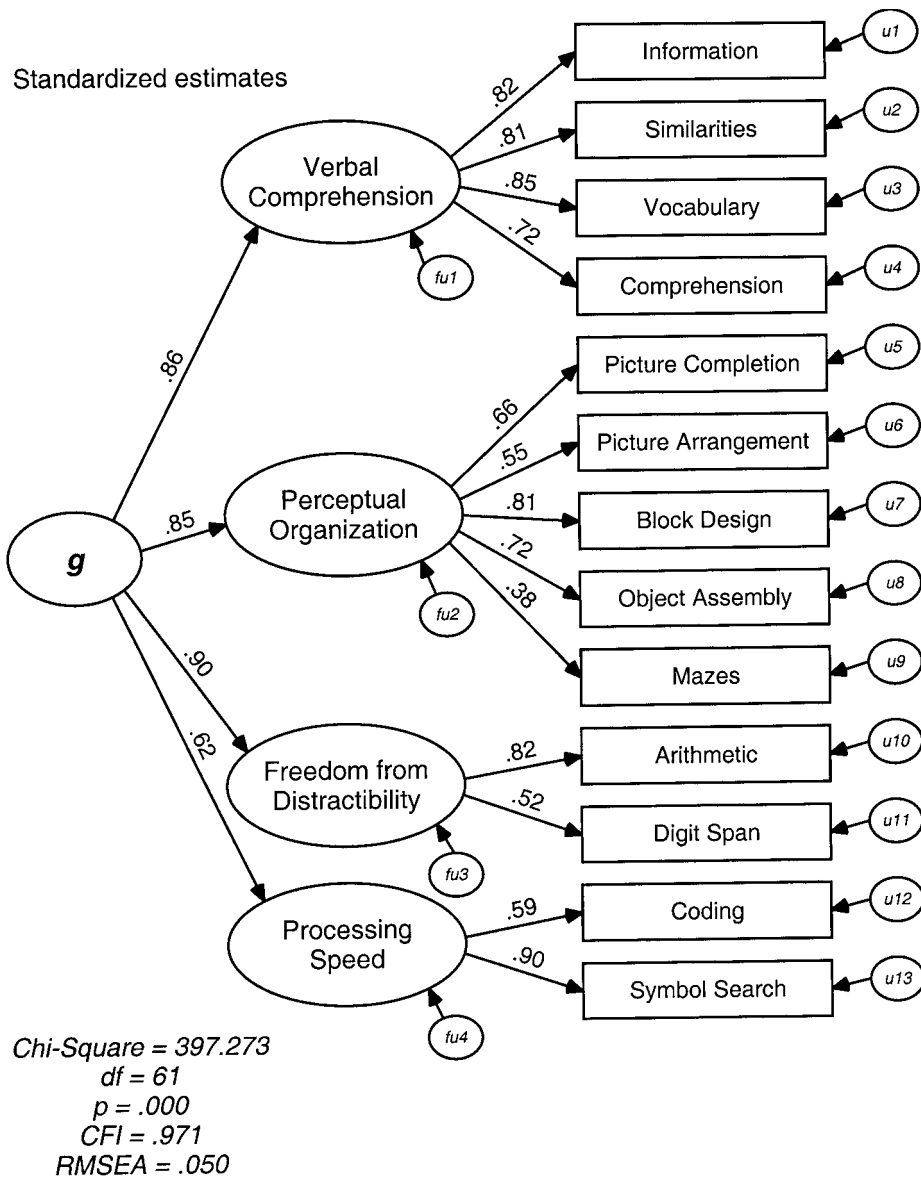 Standardized estimates
g
.86
.85
.90
.62
Verbal
Comprehension
fu1
.82
.81
.85
.72
Information
u1
Similarities
u2
Vocabulary
u3
Comprehension
u4
Perceptual
Organization
fu2
.66
.55
.81
.72
.38
Picture Completion
u5
Picture Arrangement
u6
Block Design
u7
Object Assembly
u8
Mazes
u9
Freedom from
Distractibility
fu3
.82
.52
Arithmetic
u10
Digit Span
u11
Processing
Speed
fu4
.59
.90
Coding
u12
Symbol Search
u13
Chi-Square = 397.273
df = 61
p = .000
CFI = .971
RMSEA = .050